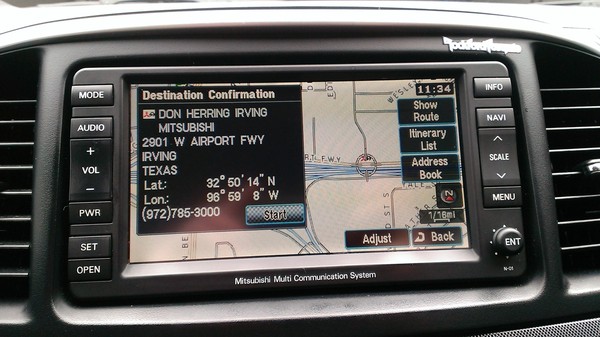 Rockford Fosgate
MODE
AUDIO
+
VOL
−
PWR
SET
OPEN
Destination Confirmation
DON HERRING IRVING
MITSUBISHI
2901 W AIRPORT FWY
IRVING
TEXAS
Lat: 32°50'14"N
Lon: 96°59' 8"W
(972)785-3000
Start
11:34
Show
Route
Itinerary
List
Address
Book
1/16mi
Adjust
Back
INFO
NAVI
SCALE
MENU
ENT
N-01
Mitsubishi Multi Communication System